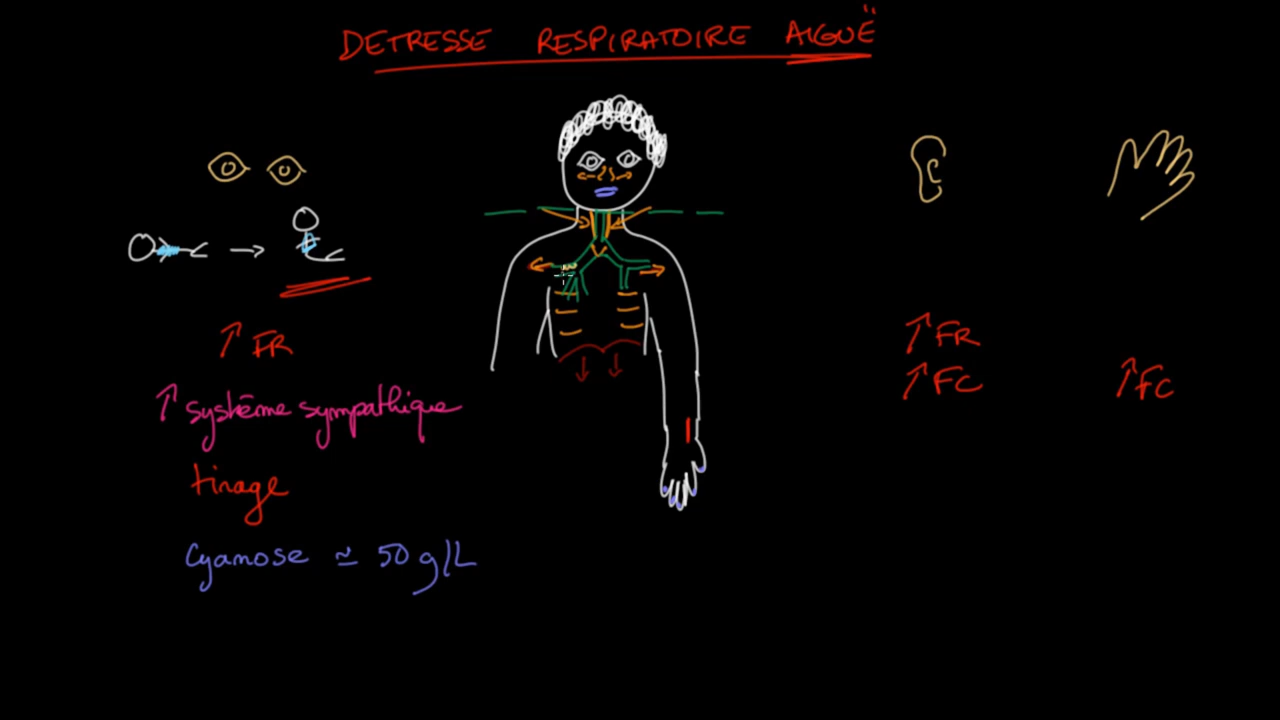 DETRESSE RESPIRATOIRE AIGUË
↑ FR
↑ système sympathique
tirage
Cyanose ≃ 50 g/L
↑ FR
↑ FC
↑ FC